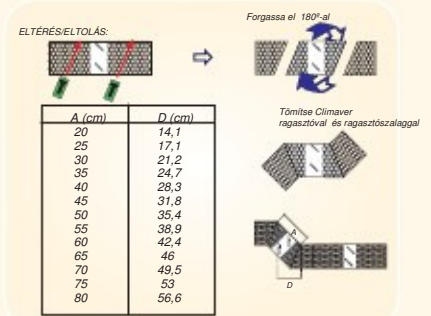 ELTÉRÉS/ELTOLÁS:
Forgassa el 180º-al
Tömítse Climaver
ragasztóval és ragasztószalaggal
A (cm) D (cm)
20 14,1
25 17,1
30 21,2
35 24,7
40 28,3
45 31,8
50 35,4
55 38,9
60 42,4
65 46
70 49,5
75 53
80 56,6
A
D